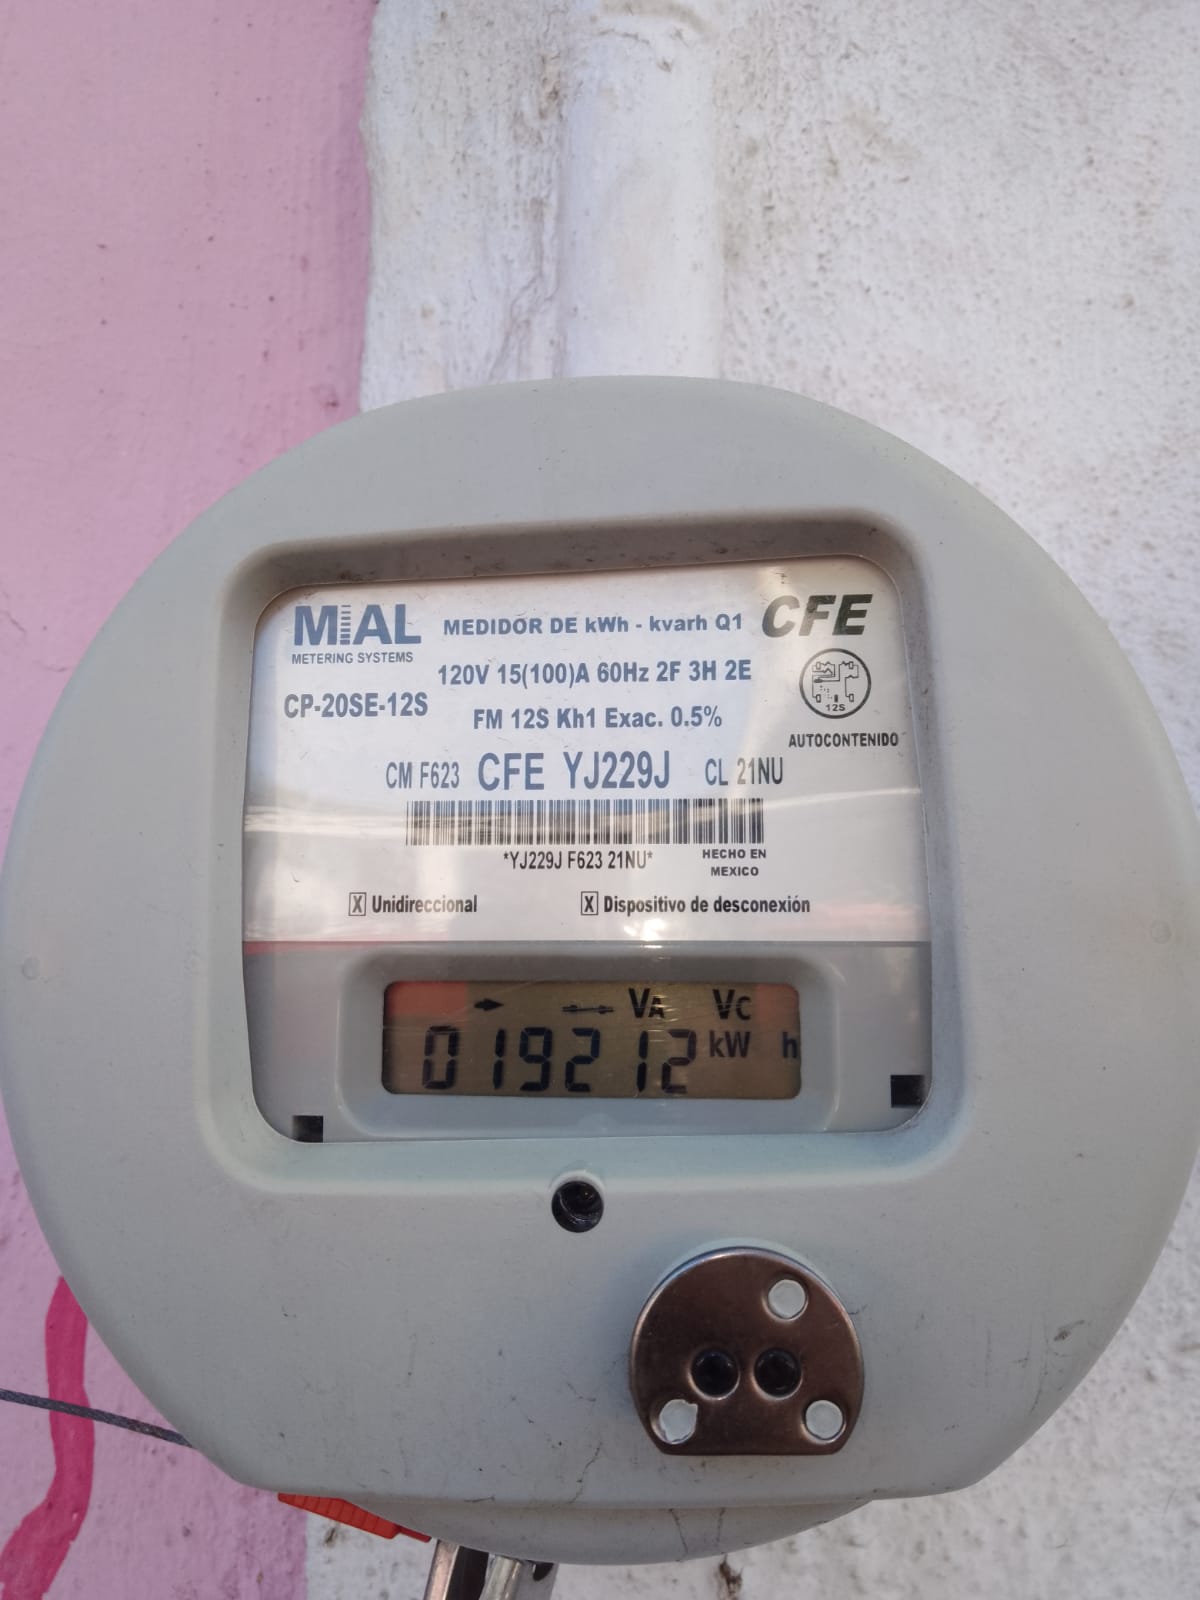 MIAL
METERING SYSTEMS
MEDIDOR DE kWh - kvarh Q1
CFE
120V 15(100)A 60Hz 2F 3H 2E
CP-20SE-12S
FM 12S Kh1 Exac. 0.5%
12S
AUTOCONTENIDO
CM F623 CFE YJ229J CL 21NU
*YJ229J F623 21NU*
HECHO EN
MEXICO
X Unidireccional
X Dispositivo de desconexión
VA VC
019212 kW h